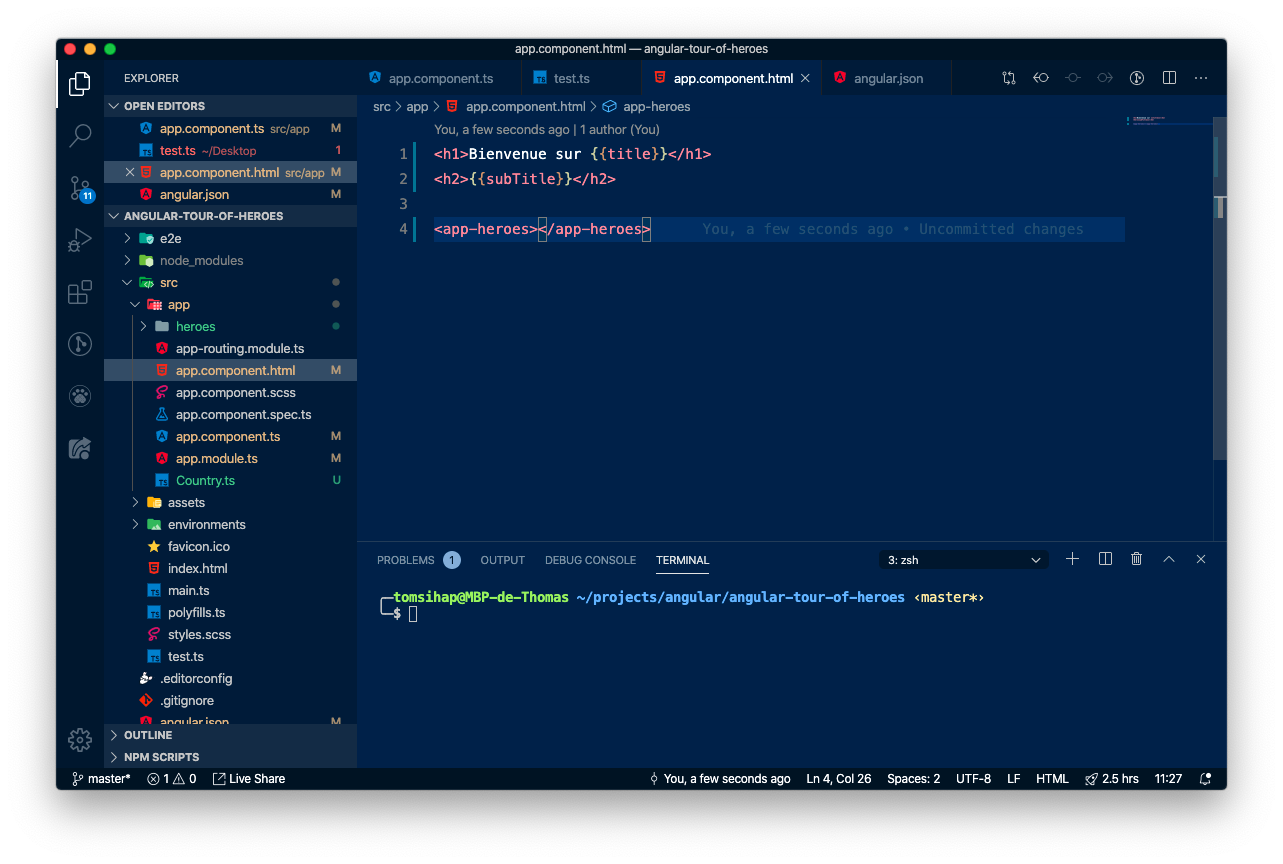 app.component.html — angular-tour-of-heroes
EXPLORER
OPEN EDITORS
app.component.ts src/app M
test.ts ~/Desktop 1
app.component.html src/app M
angular.json M
ANGULAR-TOUR-OF-HEROES
e2e
node_modules
src
app
heroes
app-routing.module.ts
app.component.html M
app.component.scss
app.component.spec.ts
app.component.ts M
app.module.ts M
Country.ts U
assets
environments
favicon.ico
index.html
main.ts
polyfills.ts
styles.scss
test.ts
.editorconfig
.gitignore
angular.json M
OUTLINE
NPM SCRIPTS
11
app.component.ts test.ts app.component.html angular.json
src app app.component.html app-heroes
You, a few seconds ago | 1 author (You)
1 <h1>Bienvenue sur {{title}}</h1>
2 <h2>{{subTitle}}</h2>
3
4 <app-heroes></app-heroes> You, a few seconds ago • Uncommitted changes
PROBLEMS 1 OUTPUT DEBUG CONSOLE TERMINAL 3: zsh
tomsihap@MBP-de-Thomas ~/projects/angular/angular-tour-of-heroes ‹master*›
$
master* 1 0 Live Share You, a few seconds ago Ln 4, Col 26 Spaces: 2 UTF-8 LF HTML 2.5 hrs 11:27